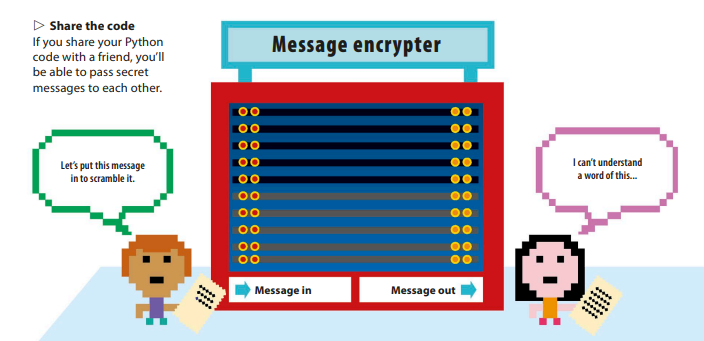 ▷ Share the code
If you share your Python
code with a friend, you’ll
be able to pass secret
messages to each other.
Message encrypter
Let’s put this message
in to scramble it.
I can’t understand
a word of this...
Message in
Message out